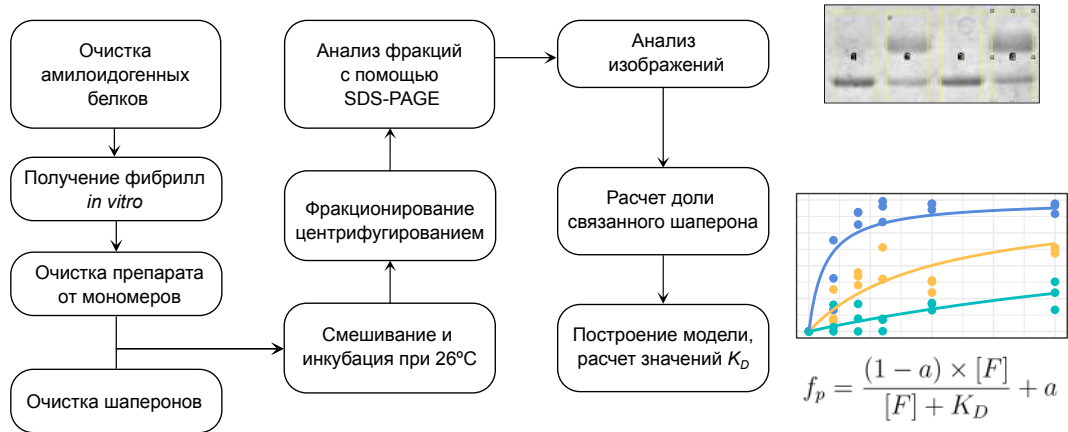 Очистка
амилоидогенных
белков
Получение фибрилл
in vitro
Очистка препарата
от мономеров
Очистка шаперонов
Смешивание и
инкубация при 26ºC
Фракционирование
центрифугированием
Анализ фракций
с помощью
SDS-PAGE
Анализ
изображений
Расчет доли
связанного шаперона
Построение модели,
расчет значений K_D
f_p = \frac{(1 - a) × [F]}{[F] + K_D} + a